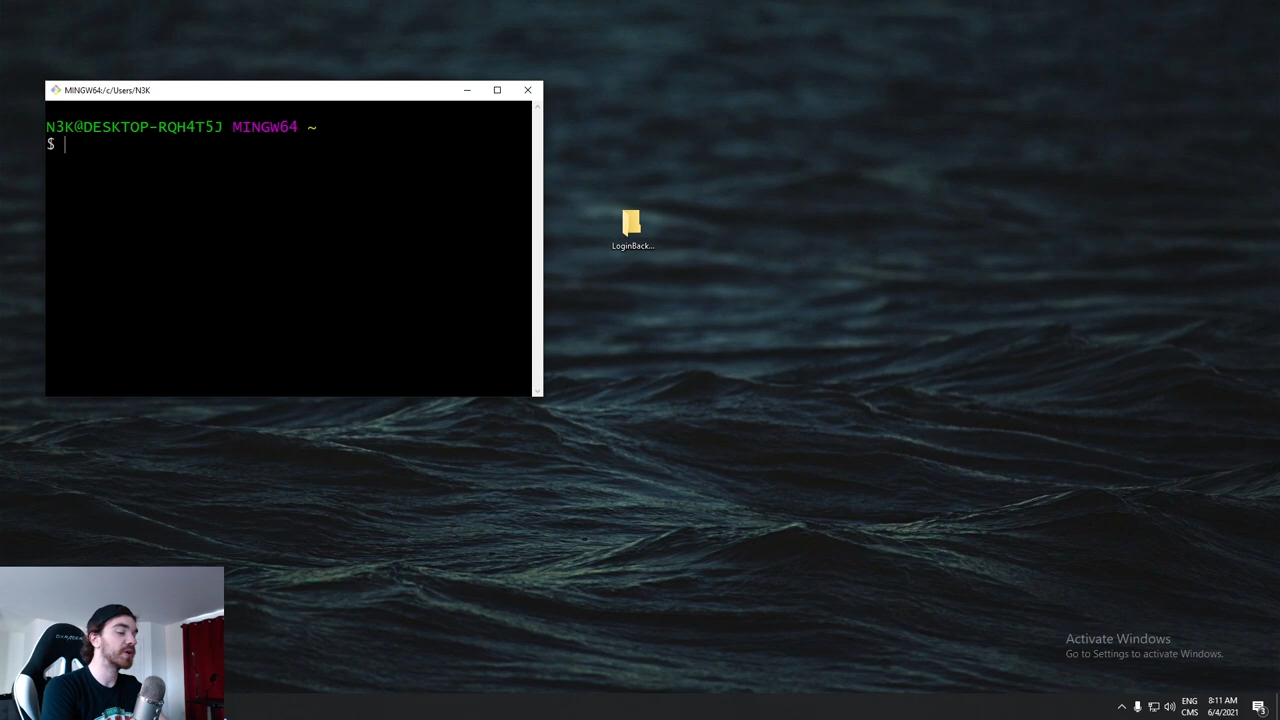 MINGW64:/c/Users/N3K
N3K@DESKTOP-RQH4T5J MINGW64 ~
$
LoginBack...
Activate Windows
Go to Settings to activate Windows.
ENG 8:11 AM
CMS 6/4/2021
3